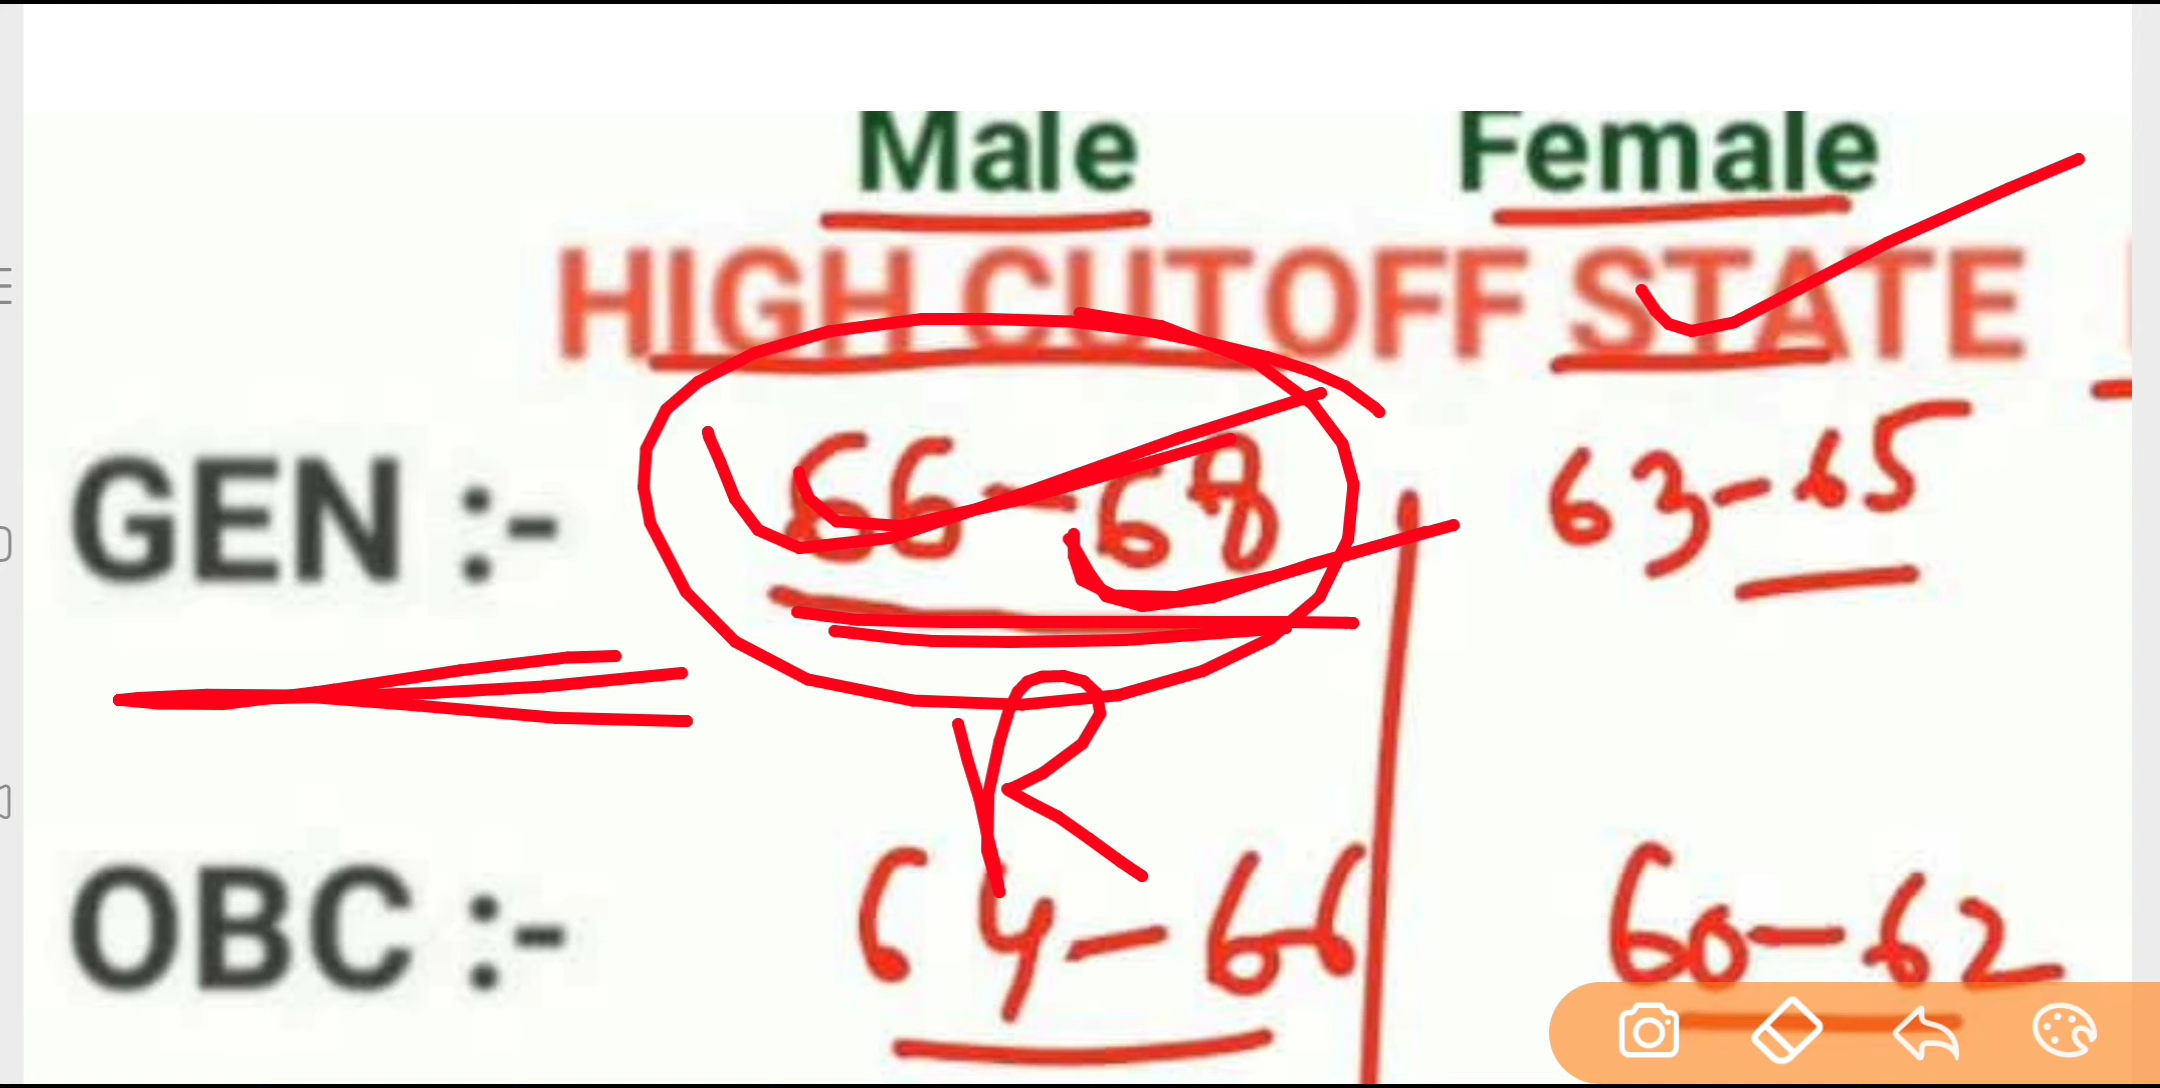 Male Female
HIGH CUTOFF STATE
GEN :- 66-68 63-65
R
OBC :- 64-66 60-62